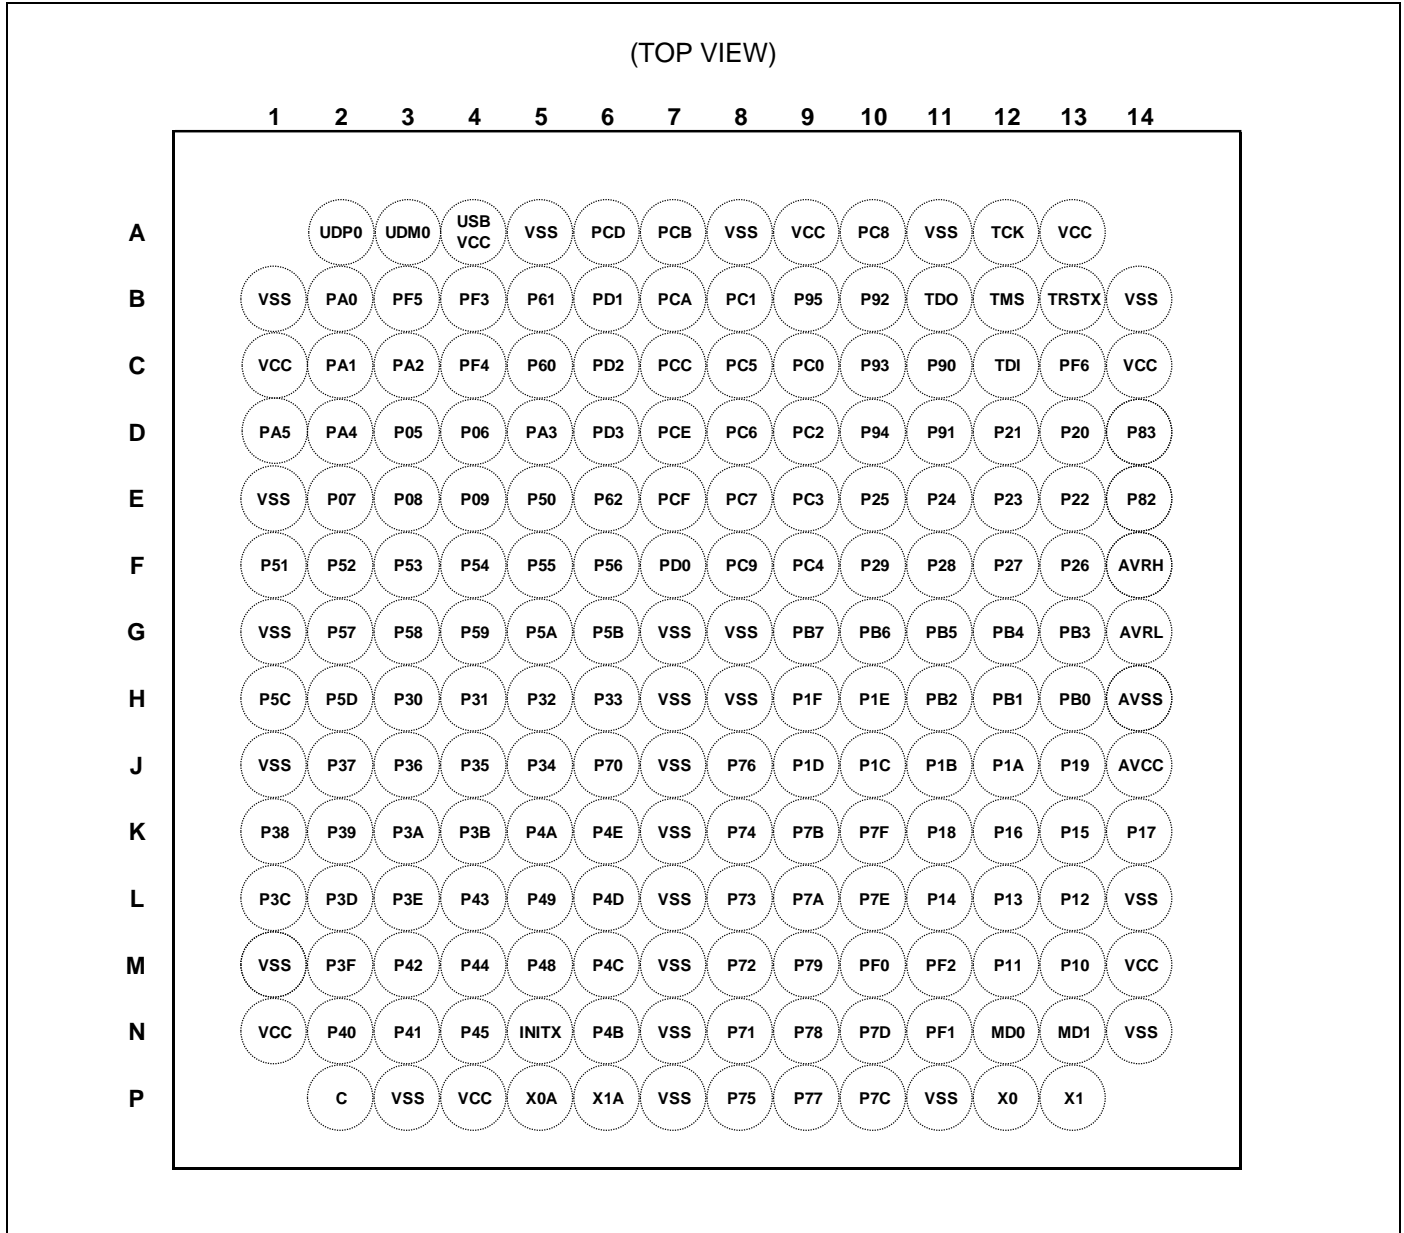 (TOP VIEW)
1 2 3 4 5 6 7 8 9 10 11 12 13 14
A UDP0 UDM0 USB VCC VSS PCD PCB VSS VCC PC8 VSS TCK VCC
B VSS PA0 PF5 PF3 P61 PD1 PCA PC1 P95 P92 TDO TMS TRSTX VSS
C VCC PA1 PA2 PF4 P60 PD2 PCC PC5 PC0 P93 P90 TDI PF6 VCC
D PA5 PA4 P05 P06 PA3 PD3 PCE PC6 PC2 P94 P91 P21 P20 P83
E VSS P07 P08 P09 P50 P62 PCF PC7 PC3 P25 P24 P23 P22 P82
F P51 P52 P53 P54 P55 P56 PD0 PC9 PC4 P29 P28 P27 P26 AVRH
G VSS P57 P58 P59 P5A P5B VSS VSS PB7 PB6 PB5 PB4 PB3 AVRL
H P5C P5D P30 P31 P32 P33 VSS VSS P1F P1E PB2 PB1 PB0 AVSS
J VSS P37 P36 P35 P34 P70 VSS P76 P1D P1C P1B P1A P19 AVCC
K P38 P39 P3A P3B P4A P4E VSS P74 P7B P7F P18 P16 P15 P17
L P3C P3D P3E P43 P49 P4D VSS P73 P7A P7E P14 P13 P12 VSS
M VSS P3F P42 P44 P48 P4C VSS P72 P79 PF0 PF2 P11 P10 VCC
N VCC P40 P41 P45 INITX P4B VSS P71 P78 P7D PF1 MD0 MD1 VSS
P C VSS VCC X0A X1A VSS P75 P77 P7C VSS X0 X1